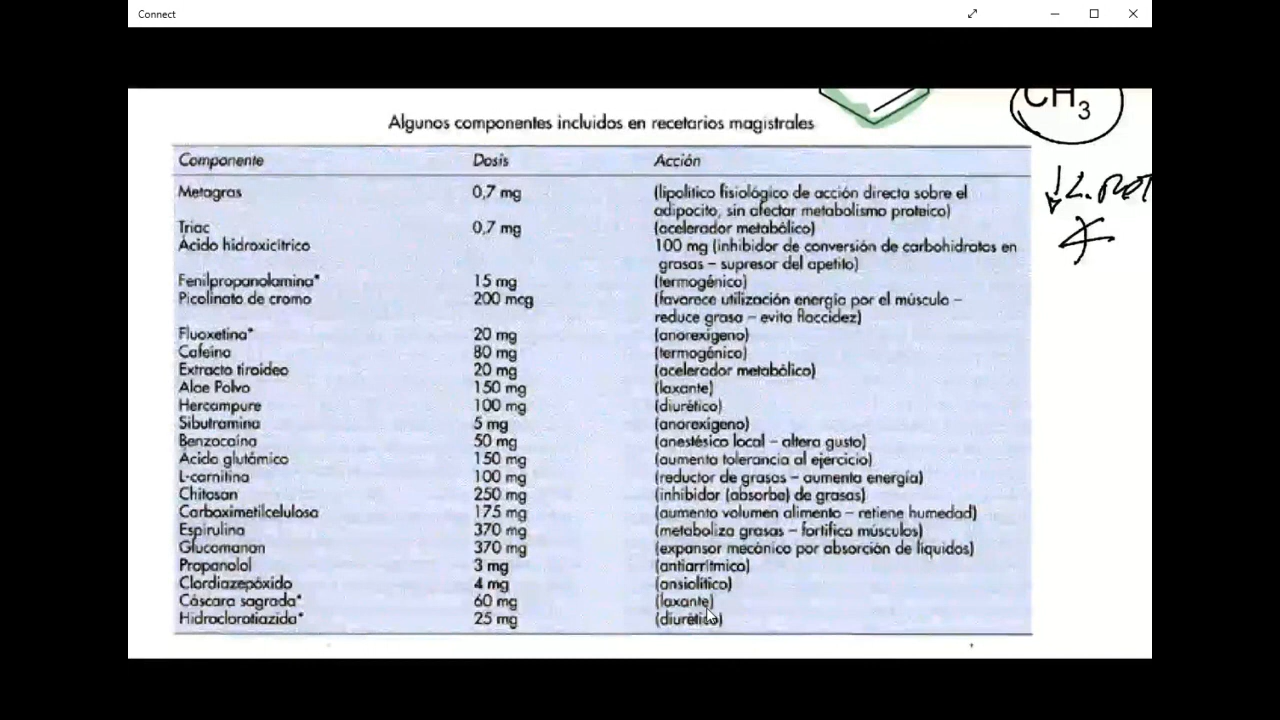 Connect
CH3
Algunos componentes incluidos en recetarios magistrales
Componente Dosis Acción
Metagras 0,7 mg (lipolítico fisiológico de acción directa sobre el
adipocito, sin afectar metabolismo proteico)
Triac 0,7 mg (acelerador metabólico)
Ácido hidroxicítrico 100 mg (inhibidor de conversión de carbohidratos en
grasas – supresor del apetito)
Fenilpropanolamina* 15 mg (termogénico)
Picolinato de cromo 200 mcg (favorece utilización energía por el músculo –
reduce grasa – evita flaccidez)
Fluoxetina* 20 mg (anorexígeno)
Cafeína 80 mg (termogénico)
Extracto tiroideo 20 mg (acelerador metabólico)
Aloe Polvo 150 mg (laxante)
Hercampure 100 mg (diurético)
Sibutramina 5 mg (anorexígeno)
Benzocaína 50 mg (anestésico local – altera gusto)
Ácido glutámico 150 mg (aumenta tolerancia al ejercicio)
L-carnitina 100 mg (reductor de grasas – aumenta energía)
Chitosan 250 mg (inhibidor (absorbe) de grasas)
Carboximetilcelulosa 175 mg (aumento volumen alimento – retiene humedad)
Espirulina 370 mg (metaboliza grasas – fortifica músculos)
Glucomanan 370 mg (expansor mecánico por absorción de líquidos)
Propanolol 3 mg (antiarrítmico)
Clordiazepóxido 4 mg (ansiolítico)
Cáscara sagrada* 60 mg (laxante)
Hidroclorotiazida* 25 mg (diurético)